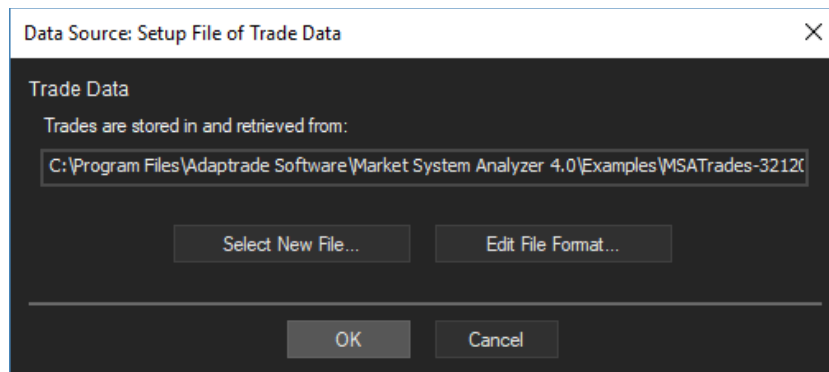 Data Source: Setup File of Trade Data
Trade Data
Trades are stored in and retrieved from:
C:\Program Files\Adaptrade Software\Market System Analyzer 4.0\Examples\MSATrades-32120
Select New File... Edit File Format...
OK Cancel